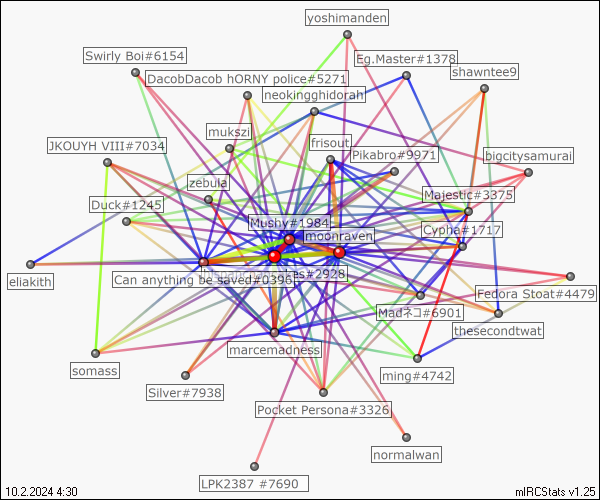 yoshimanden
Swirly Boi#6154
Eg.Master#1378
DacobDacob hORNY police#5271
shawntee9
neokingghidorah
mukszi
JKOUYH VIII#7034
frisout
Pikabro#9971
bigcitysamurai
zebula
Majestic#3375
Duck#1245
Mushy#1984
Cypha#1717
moonraven
eliakith
Can anything be saved#0396
es#2928
Fedora Stoat#4479
Madネコ#6901
thesecondtwat
marcemadness
somass
ming#4742
Silver#7938
Pocket Persona#3326
normalwan
LPK2387 #7690
10.2.2024 4:30
mIRCStats v1.25